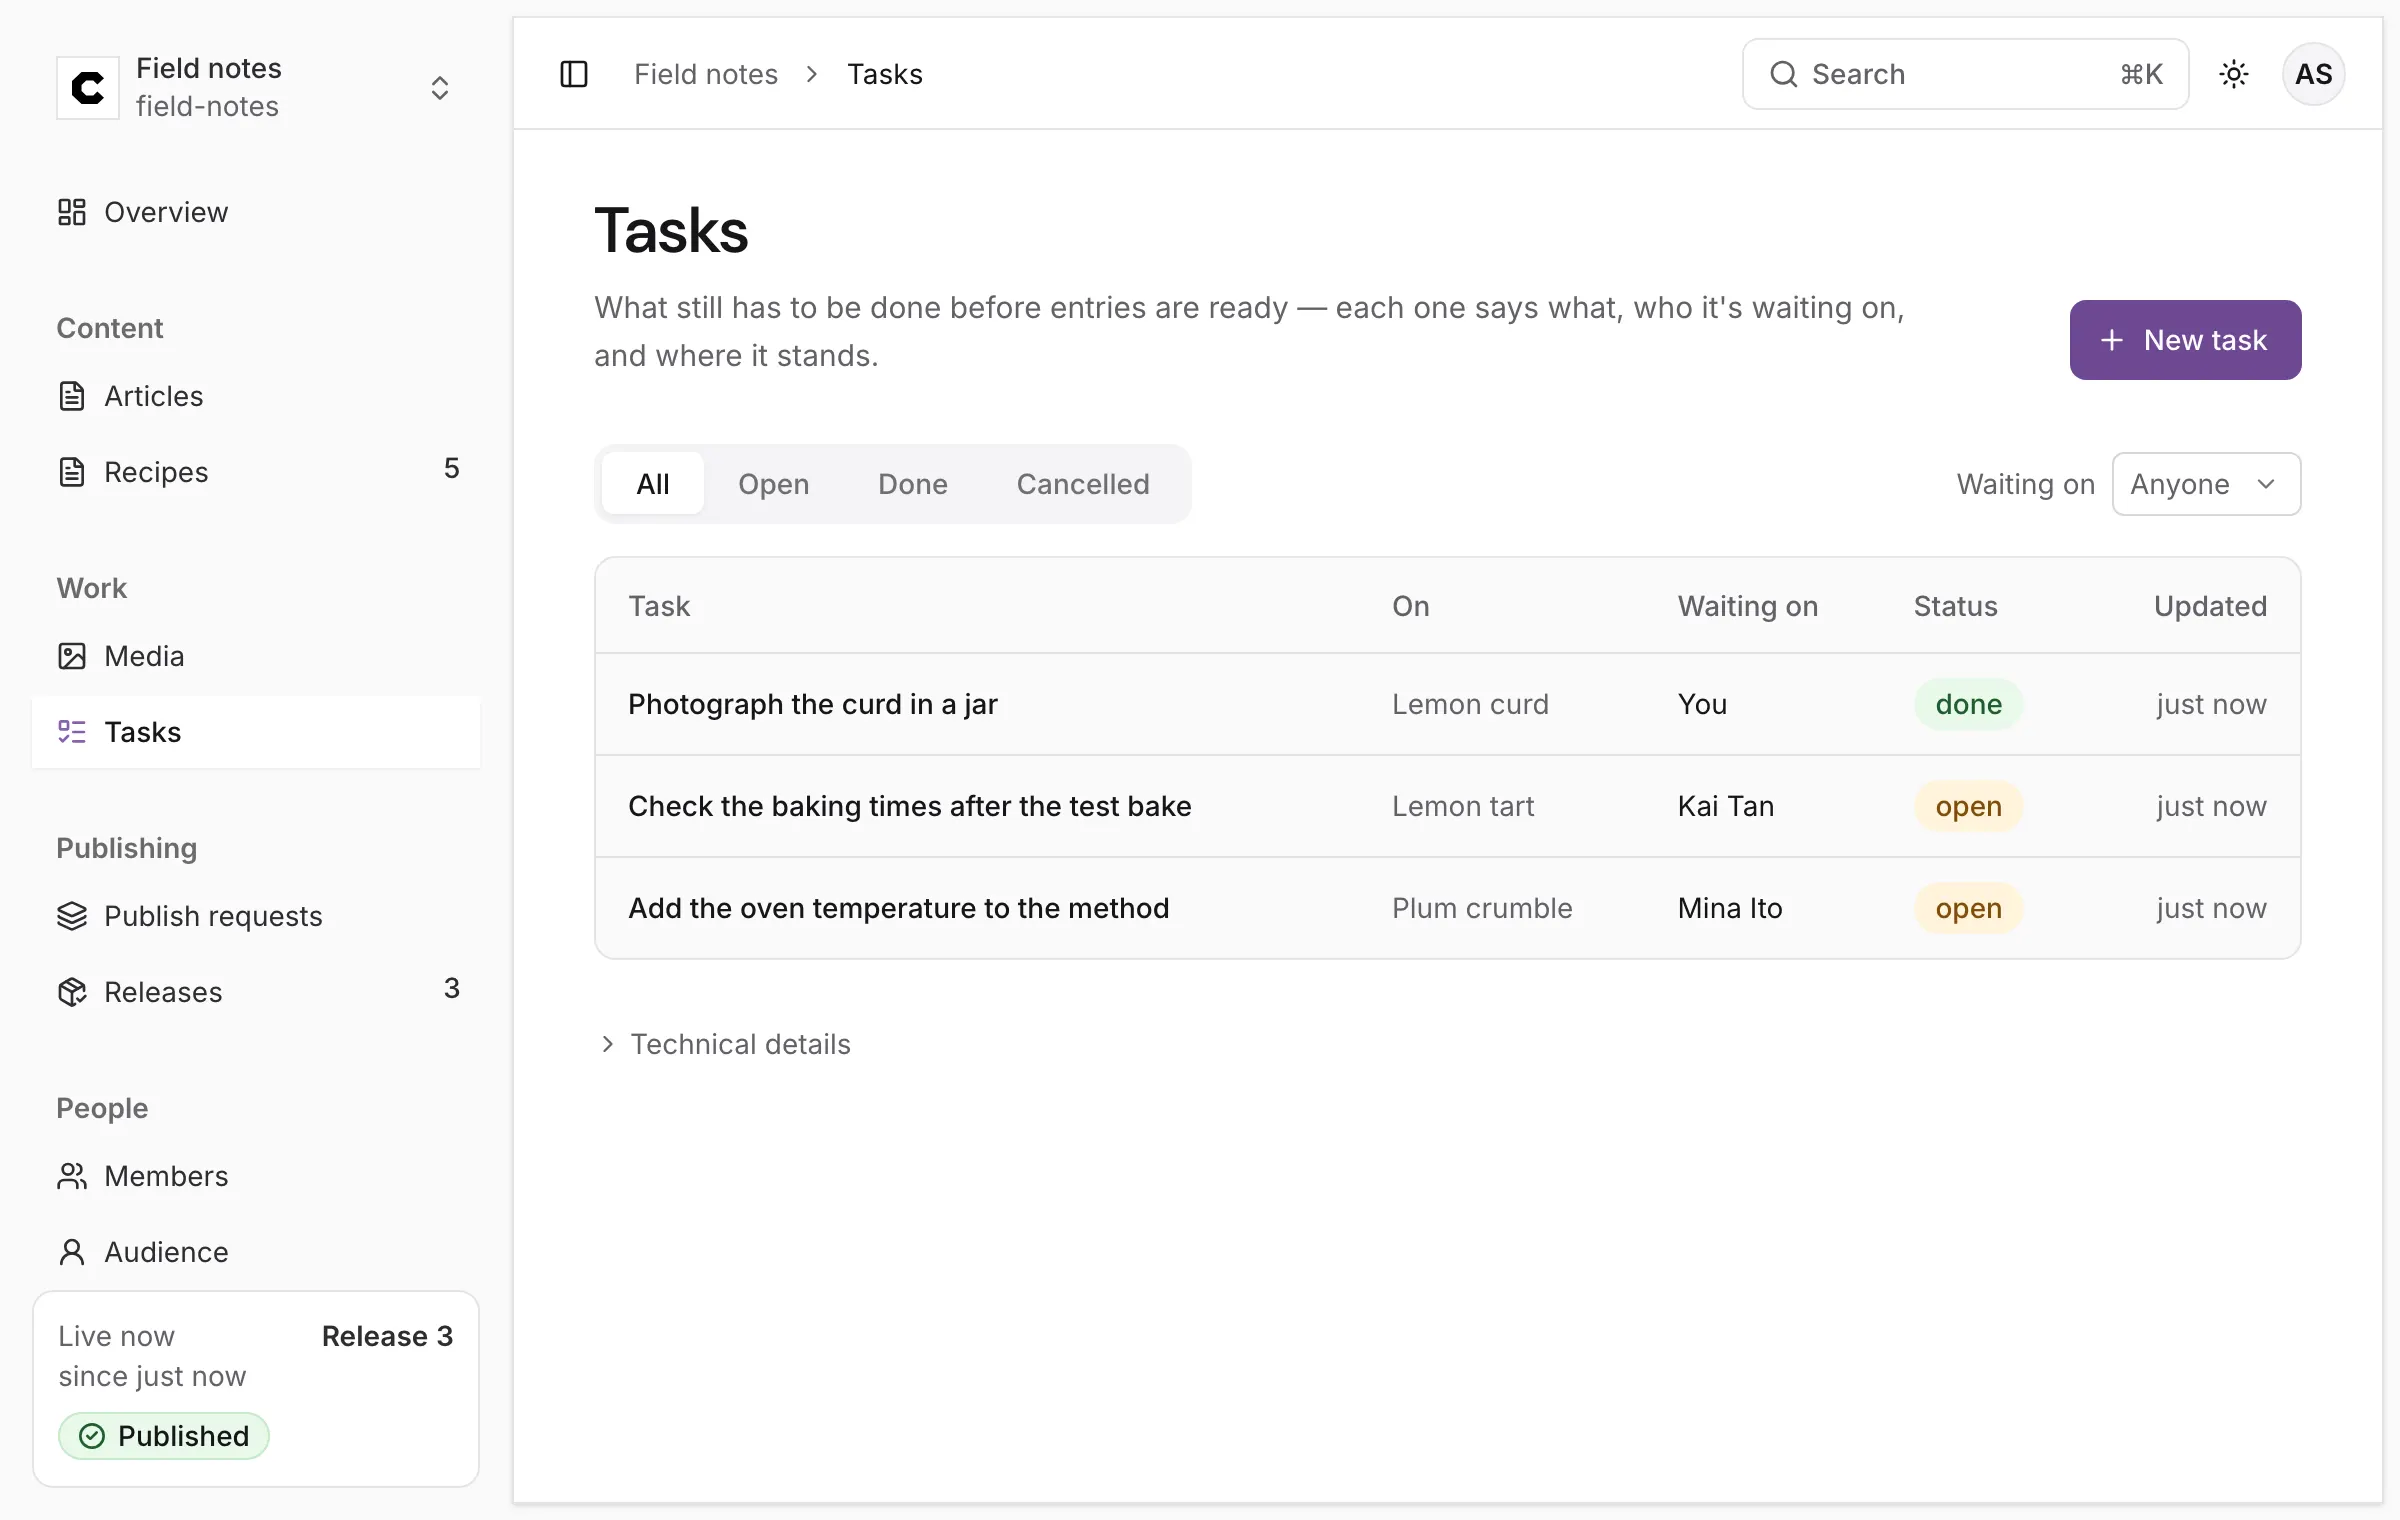 Field notes
field-notes
Overview
Content
Articles
Recipes 5
Work
Media
Tasks
Publishing
Publish requests
Releases 3
People
Members
Audience
Live now Release 3
since just now
Published
Field notes > Tasks
Search ⌘K
AS
Tasks
What still has to be done before entries are ready — each one says what, who it's waiting on,
and where it stands.
+ New task
All Open Done Cancelled
Waiting on Anyone
Task On Waiting on Status Updated
Photograph the curd in a jar Lemon curd You done just now
Check the baking times after the test bake Lemon tart Kai Tan open just now
Add the oven temperature to the method Plum crumble Mina Ito open just now
Technical details